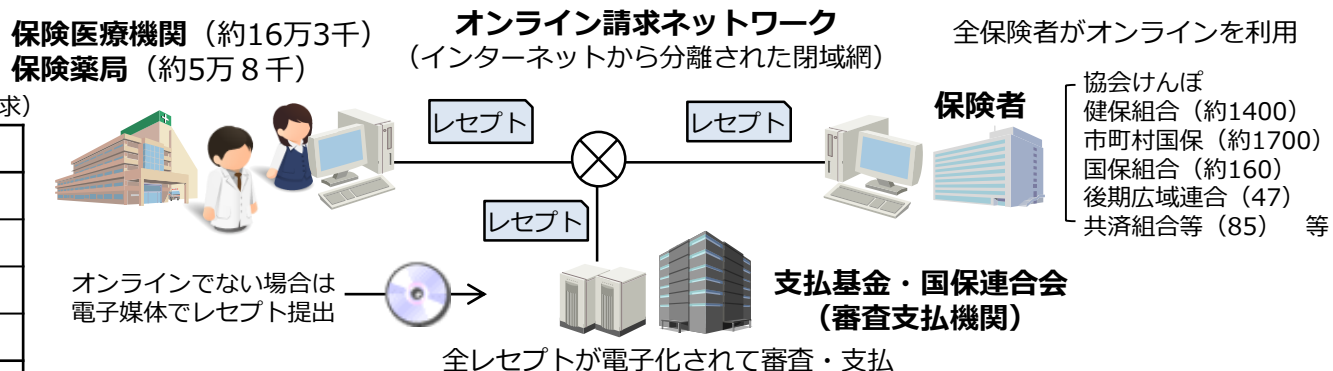 保険医療機関（約16万3千）
保険薬局（約5万８千）
求）
オンライン請求ネットワーク
（インターネットから分離された閉域網）
全保険者がオンラインを利用
レセプト
レセプト
保険者
協会けんぽ
健保組合（約1400）
市町村国保（約1700）
国保組合（約160）
後期広域連合（47）
共済組合等（85）　等
レセプト
オンラインでない場合は
電子媒体でレセプト提出
支払基金・国保連合会
（審査支払機関）
全レセプトが電子化されて審査・支払